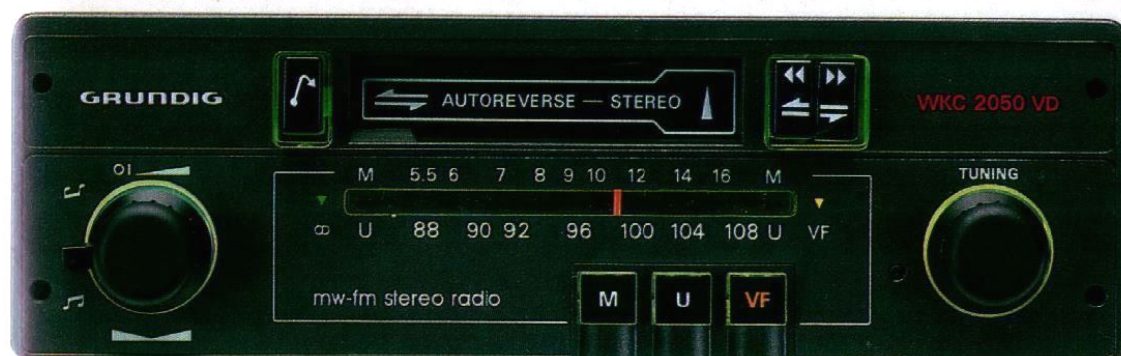 GRUNDIG
AUTOREVERSE — STEREO
WKC 2050 VD
M 5.5 6 7 8 9 10 12 14 16 M
TUNING
U 88 90 92 96 100 104 108 U VF
mw-fm stereo radio
M U VF